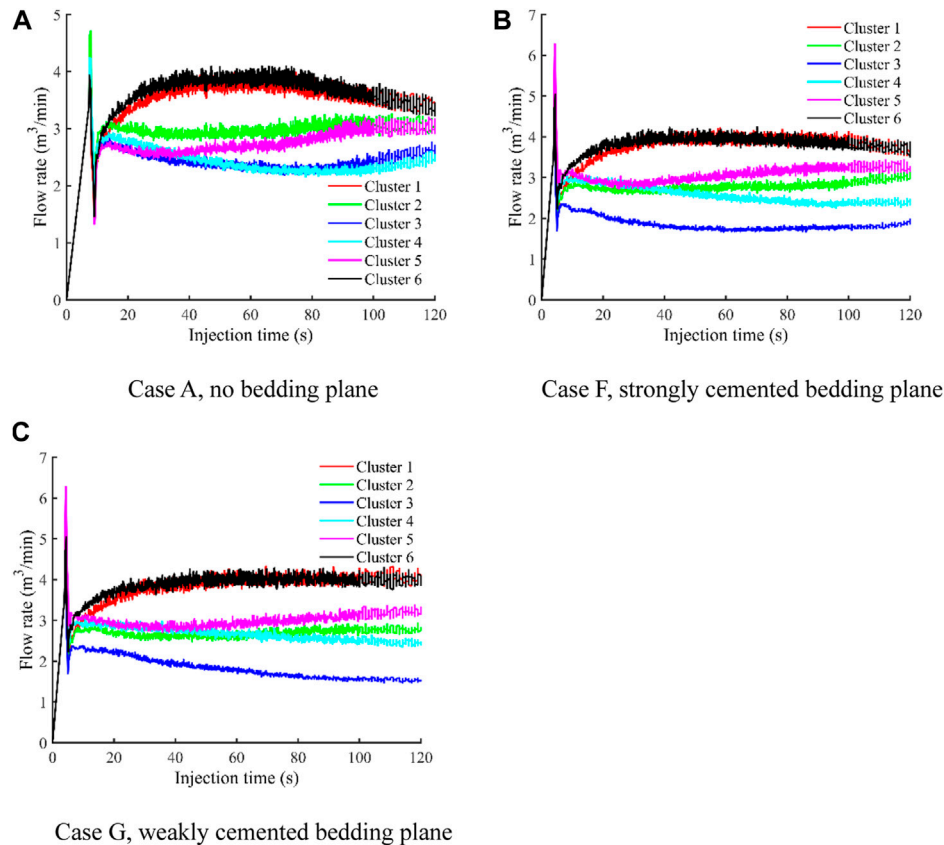 A
5
4
3
2
1
0
Flow rate (m³/min)
Cluster 1
Cluster 2
Cluster 3
Cluster 4
Cluster 5
Cluster 6
0 20 40 60 80 100 120
Injection time (s)
Case A, no bedding plane
B
7
6
5
4
3
2
1
0
Flow rate (m³/min)
Cluster 1
Cluster 2
Cluster 3
Cluster 4
Cluster 5
Cluster 6
0 20 40 60 80 100 120
Injection time (s)
Case F, strongly cemented bedding plane
C
7
6
5
4
3
2
1
0
Flow rate (m³/min)
Cluster 1
Cluster 2
Cluster 3
Cluster 4
Cluster 5
Cluster 6
0 20 40 60 80 100 120
Injection time (s)
Case G, weakly cemented bedding plane